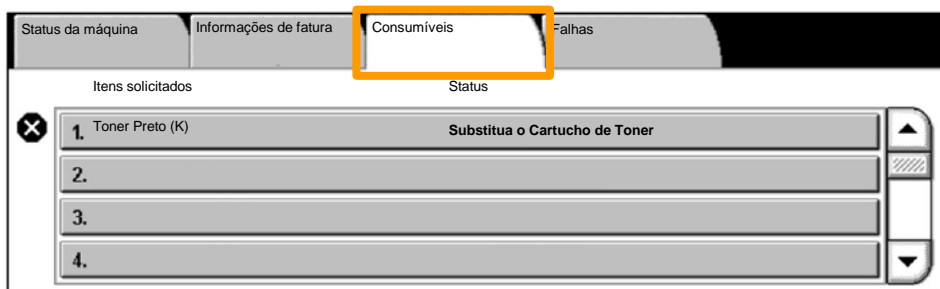 Status da máquina Informações de fatura Consumíveis Falhas
Itens solicitados Status
1. Toner Preto (K) Substitua o Cartucho de Toner
2.
3.
4.